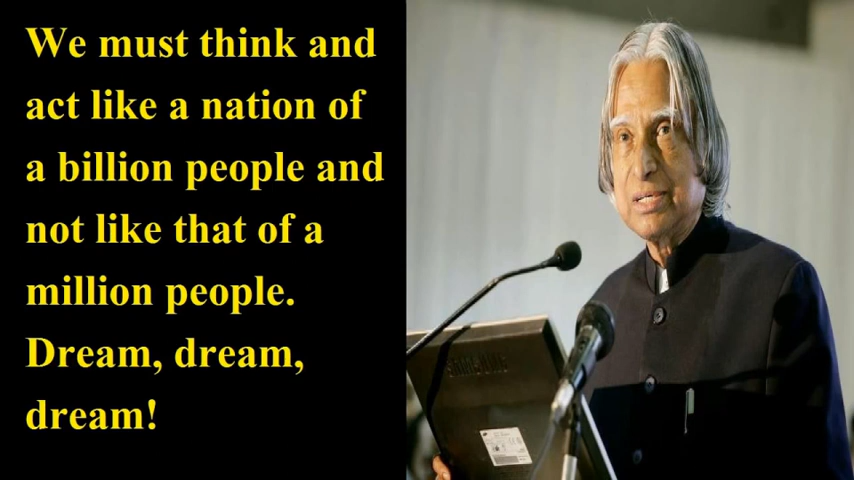 We must think and
act like a nation of
a billion people and
not like that of a
million people.
Dream, dream,
dream!
SAMSUNG